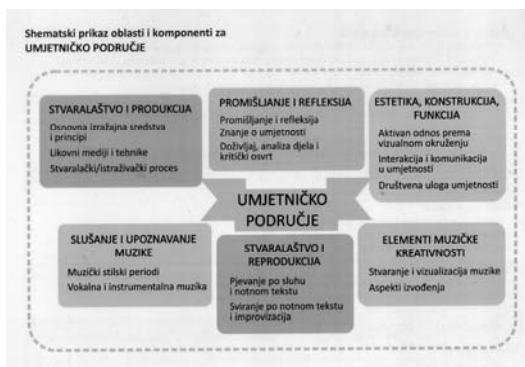 Shematski prikaz oblasti i komponenti za
UMJETNIČKO PODRUČJE
STVARALAŠTVO I PRODUKCIJA
Osnovna izražajna sredstva
i principi
Likovni mediji i tehnike
Stvaralački/istraživački proces
PROMIŠLJANJE I REFLEKSIJA
Promišljanje i refleksija
Znanje o umjetnosti
Doživljaj, analiza djela i
kritički osvrt
ESTETIKA, KONSTRUKCIJA,
FUNKCIJA
Aktivan odnos prema
vizualnom okruženju
Interakcija i komunikacija
u umjetnosti
Društvena uloga umjetnosti
UMJETNIČKO
PODRUČJE
SLUŠANJE I UPOZNAVANJE
MUZIKE
Muzički stilski periodi
Vokalna i instrumentalna muzika
STVARALAŠTVO I
REPRODUKCIJA
Pjevanje po sluhu
i notnom tekstu
Sviranje po notnom tekstu
i improvizacija
ELEMENTI MUZIČKE
KREATIVNOSTI
Stvaranje i vizualizacija muzike
Aspekti izvođenja